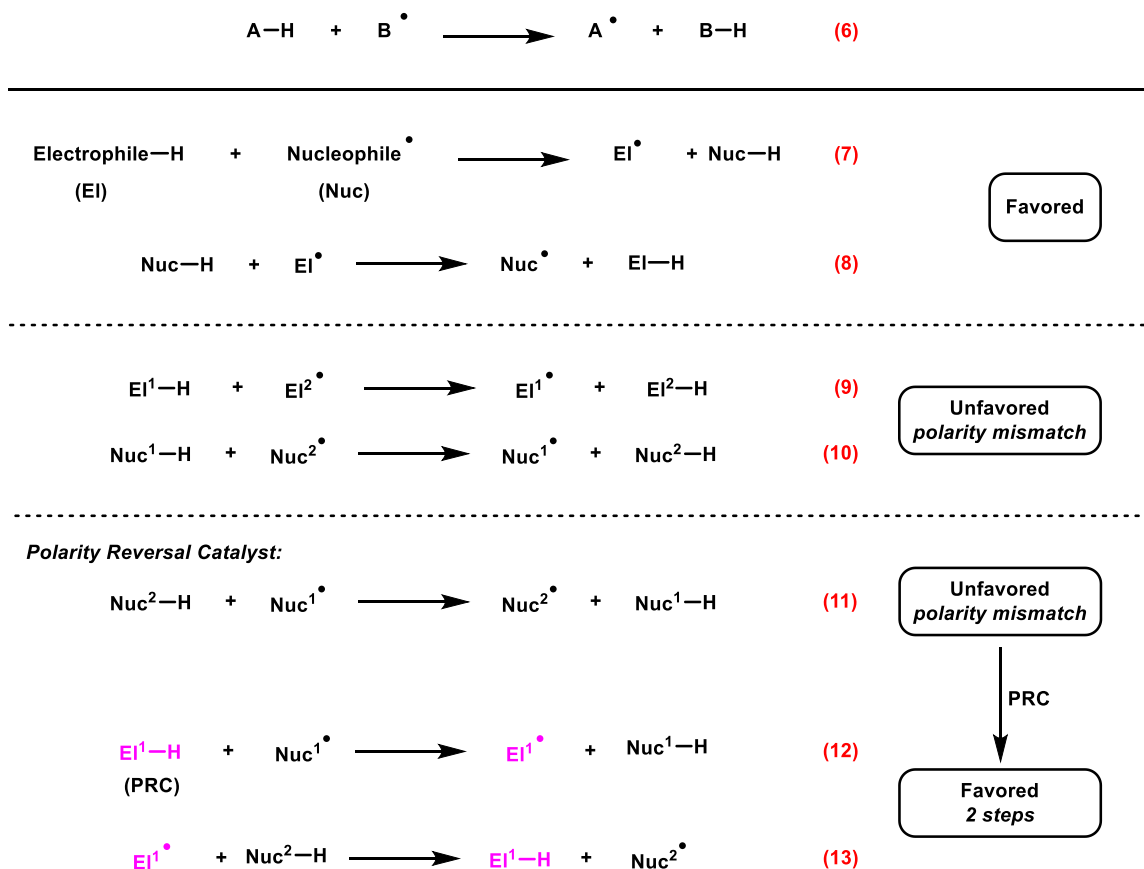 A—H + B• → A• + B—H (6)
Electrophile—H + Nucleophile• → El• + Nuc—H (7)
(El) (Nuc)
Favored
Nuc—H + El• → Nuc• + El—H (8)
El¹—H + El²• → El¹• + El²—H (9)
Unfavored
polarity mismatch
Nuc¹—H + Nuc²• → Nuc¹• + Nuc²—H (10)
Polarity Reversal Catalyst:
Nuc²—H + Nuc¹• → Nuc²• + Nuc¹—H (11)
Unfavored
polarity mismatch
PRC
El¹—H + Nuc¹• → El¹• + Nuc¹—H (12)
(PRC)
Favored
2 steps
El¹• + Nuc²—H → El¹—H + Nuc²• (13)